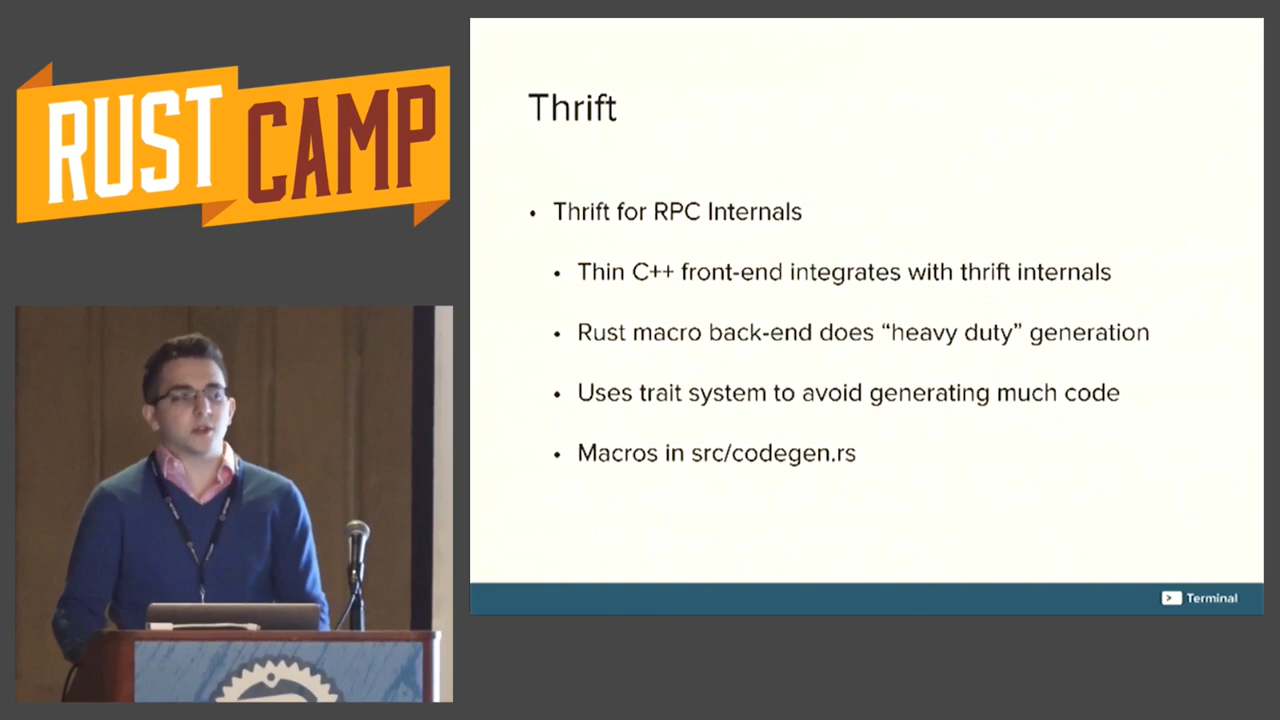 RUST CAMP
Thrift
• Thrift for RPC Internals
• Thin C++ front-end integrates with thrift internals
• Rust macro back-end does “heavy duty” generation
• Uses trait system to avoid generating much code
• Macros in src/codegen.rs
Terminal